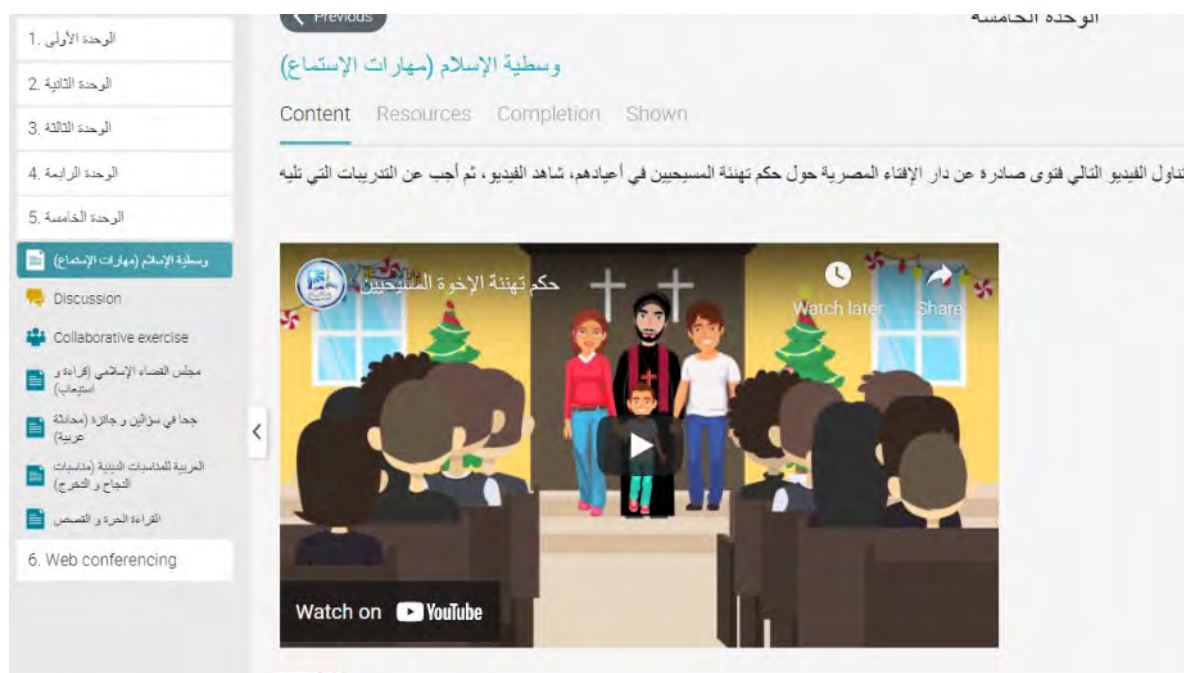 1. الوحدة الأولى
2. الوحدة الثانية
3. الوحدة الثالثة
4. الوحدة الرابعة
5. الوحدة الخامسة
وسطية الإسلام (مهارات الإستماع)
Discussion
Collaborative exercise
مجلس القضاء الإسلامي (قراءة و
استيعاب)
جحا في سؤالين و جائزة (محادثة
عربية)
العربية للمناسبات الدينية (مناسبات
النجاح و التخرج)
القراءة الحرة و القصص
6. Web conferencing
Previous
الوحدة الخامسة
وسطية الإسلام (مهارات الإستماع)
Content Resources Completion Shown
تناول الفيديو التالي فتوى صادرة عن دار الإفتاء المصرية حول حكم تهنئة المسيحيين في أعيادهم، شاهد الفيديو، ثم أجب عن التدريبات التي تليه
حكم تهنئة الإخوة المسيحيين
Watch later
Share
Watch on YouTube